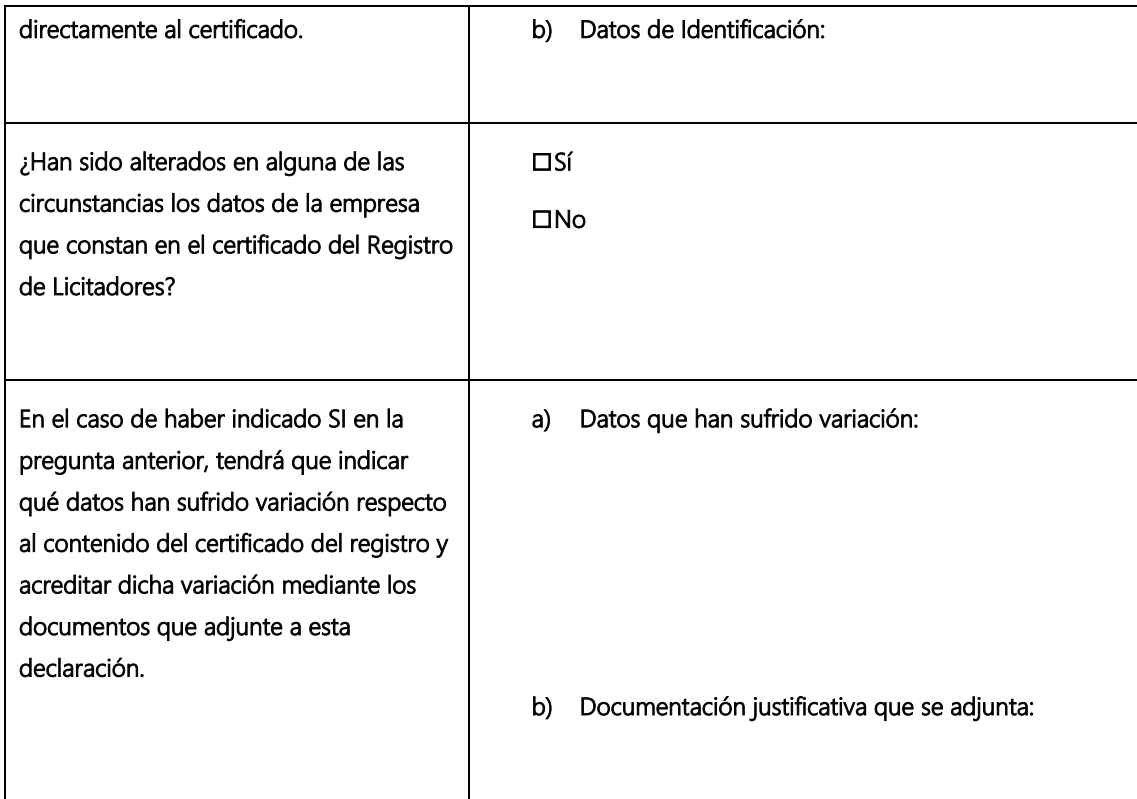 directamente al certificado.
b) Datos de Identificación:
¿Han sido alterados en alguna de las
circunstancias los datos de la empresa
que constan en el certificado del Registro
de Licitadores?
☐Sí
☐No
En el caso de haber indicado SI en la
pregunta anterior, tendrá que indicar
qué datos han sufrido variación respecto
al contenido del certificado del registro y
acreditar dicha variación mediante los
documentos que adjunte a esta
declaración.
a) Datos que han sufrido variación:
b) Documentación justificativa que se adjunta: